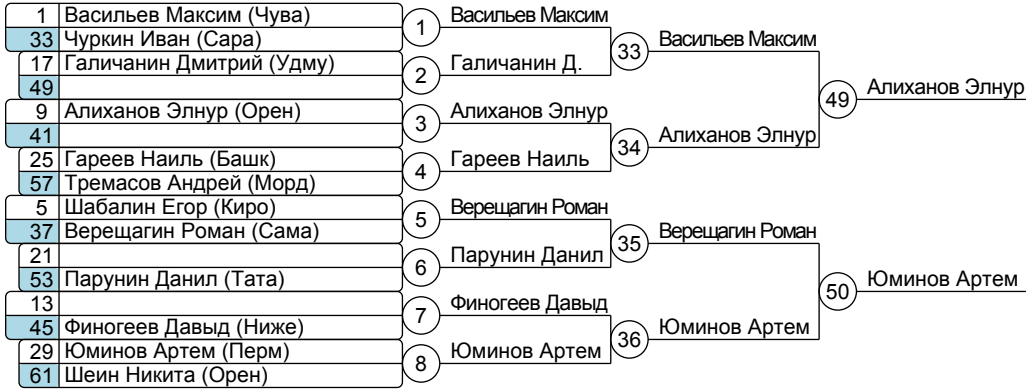 1 Васильев Максим (Чува)
33 Чуркин Иван (Сара)
17 Галичанин Дмитрий (Удму)
49
9 Алиханов Элнур (Орен)
41
25 Гареев Наиль (Башк)
57 Тремасов Андрей (Морд)
5 Шабалин Егор (Киро)
37 Верещагин Роман (Сама)
21
53 Парунин Данил (Тата)
13
45 Финогеев Давыд (Ниже)
29 Юминов Артем (Перм)
61 Шеин Никита (Орен)
1 Васильев Максим
2 Галичанин Д.
3 Алиханов Элнур
4 Гареев Наиль
5 Верещагин Роман
6 Парунин Данил
7 Финогеев Давыд
8 Юминов Артем
33 Васильев Максим
34 Алиханов Элнур
35 Верещагин Роман
36 Юминов Артем
49 Алиханов Элнур
50 Юминов Артем